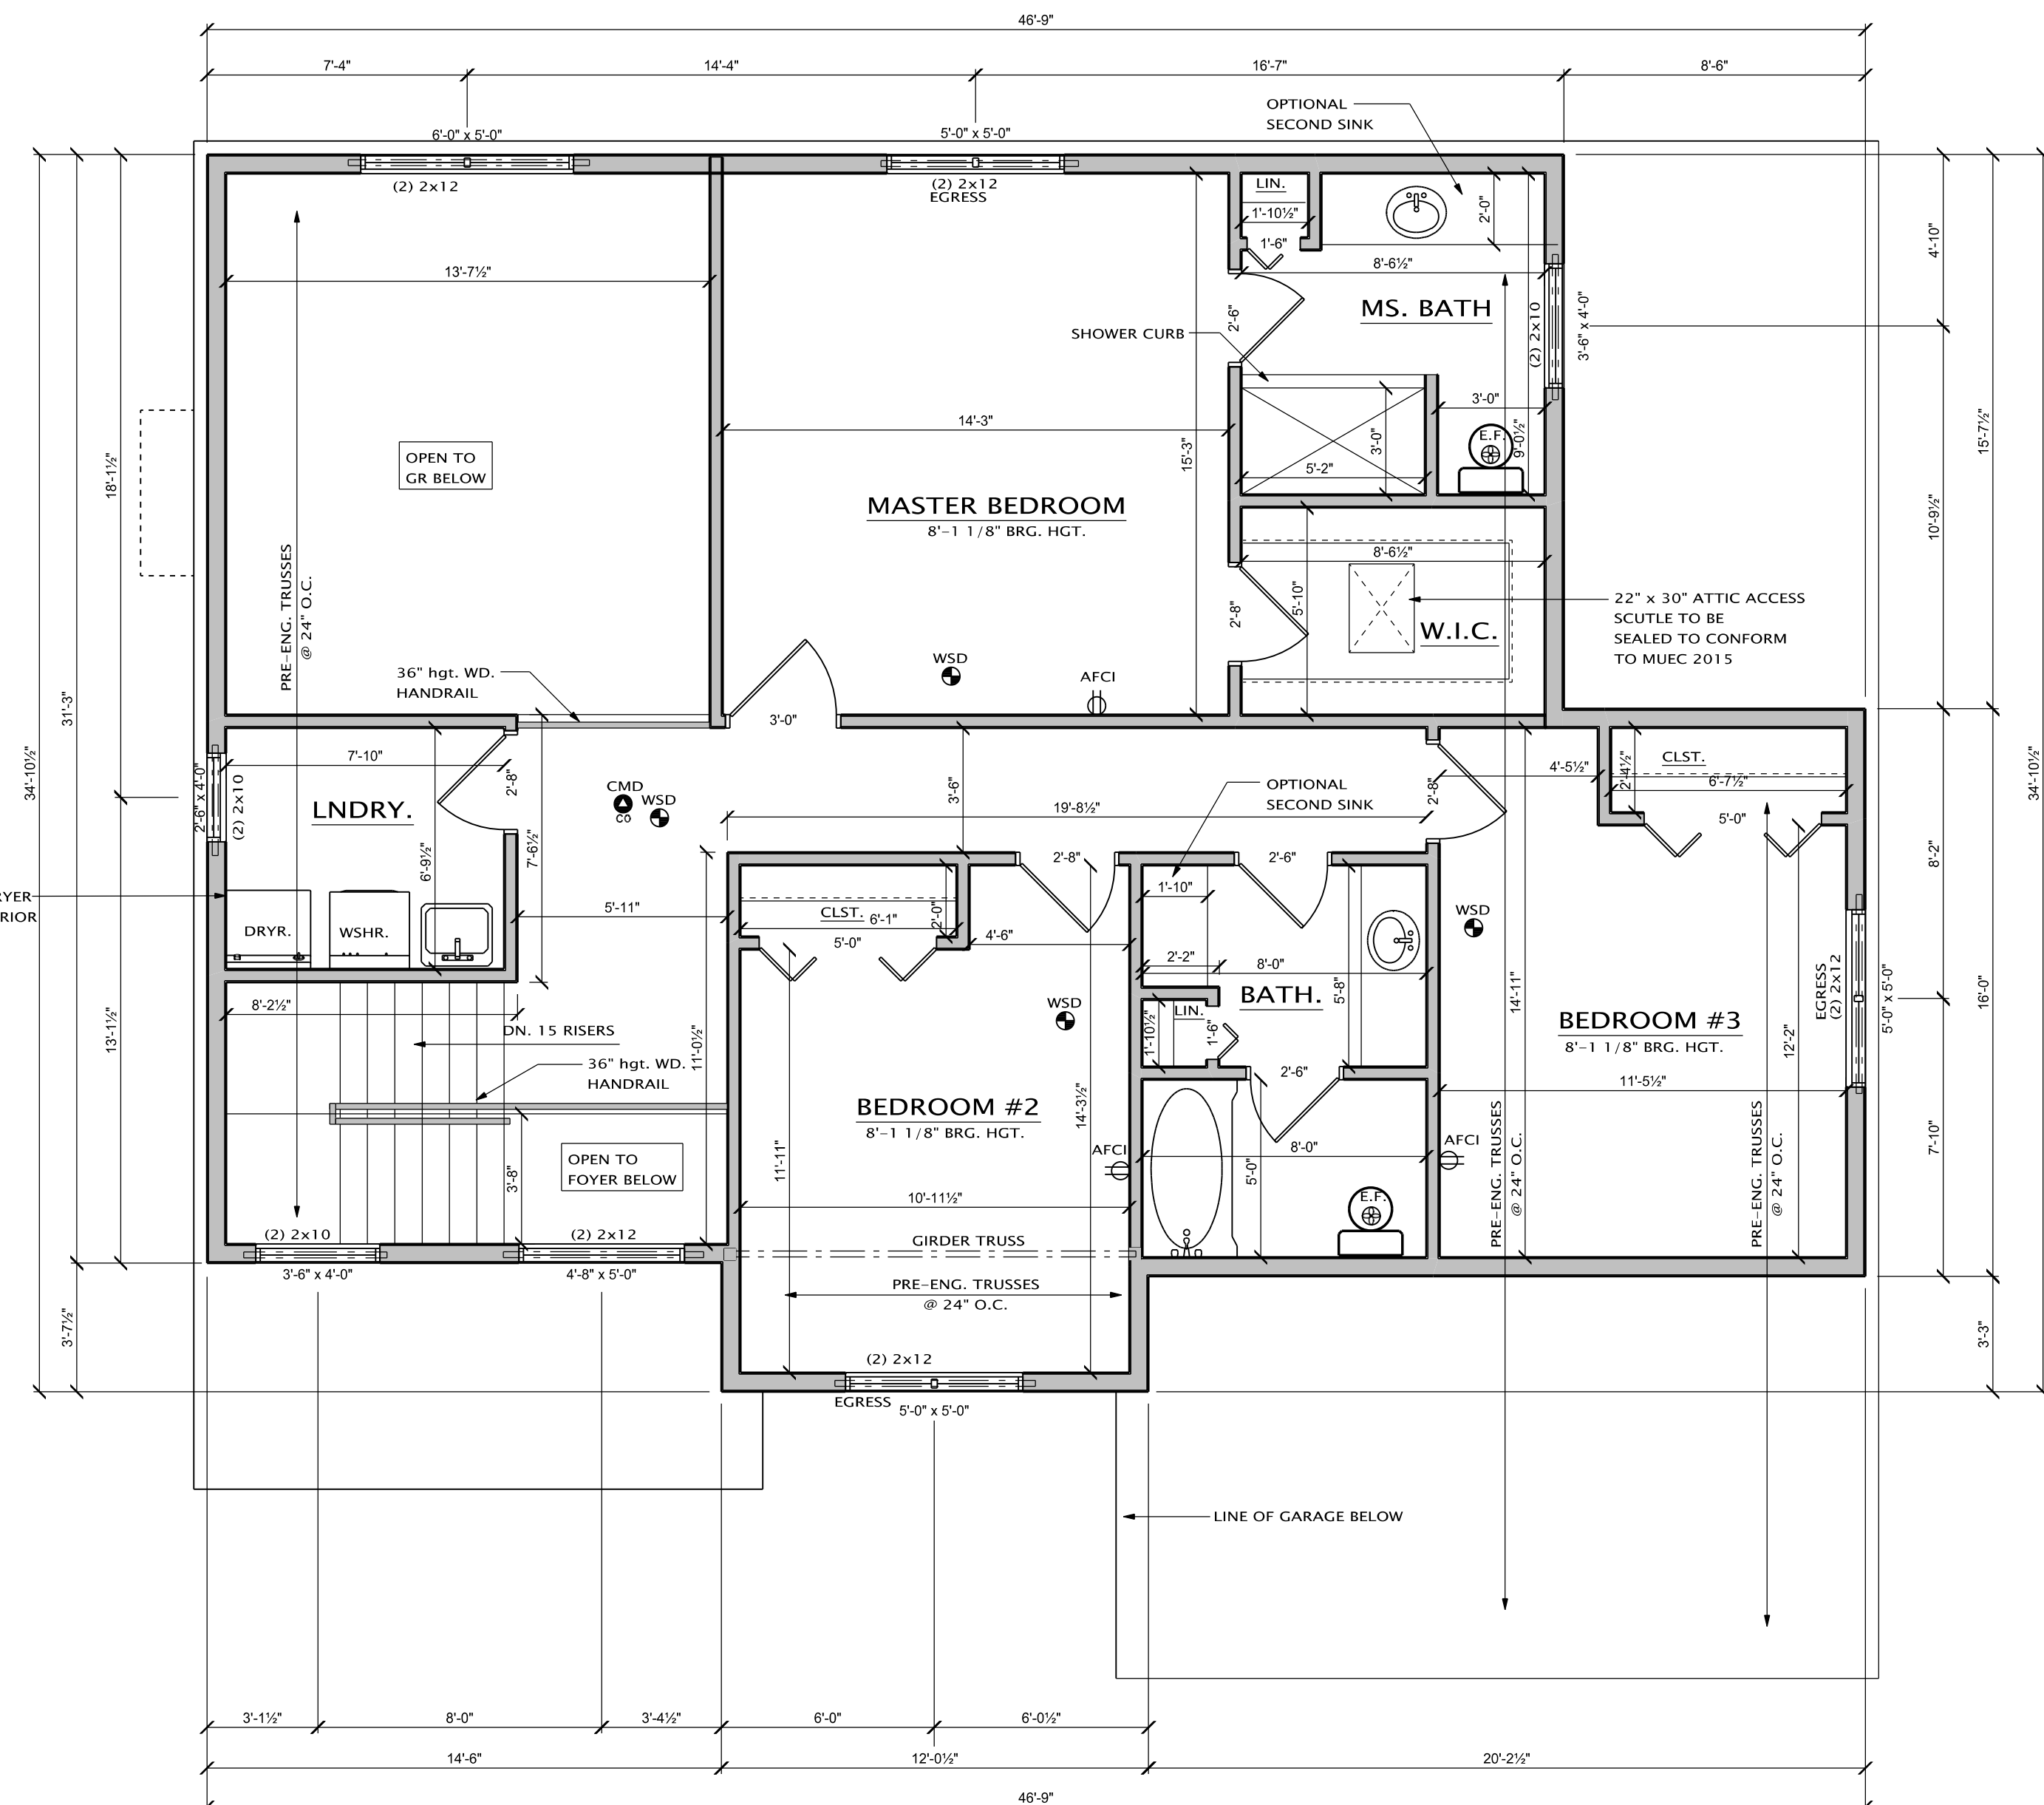 46'-9"
7'-4"
14'-4"
16'-7"
8'-6"
OPTIONAL
SECOND SINK
6'-0" x 5'-0"
5'-0" x 5'-0"
(2) 2x12
(2) 2x12
EGRESS
LIN.
1'-10½"
1'-6"
2'-0"
8'-6½"
13'-7½"
MS. BATH
2'-6"
SHOWER CURB
(2) 2x10
3'-6" x 4'-0"
4'-10"
3'-0"
14'-3"
15'-3"
3'-0"
5'-2"
E.F.
9'-0½"
15'-7½"
18'-1½"
OPEN TO
GR BELOW
MASTER BEDROOM
8'-1 1/8" BRG. HGT.
10'-9½"
8'-6½"
5'-10"
2'-8"
W.I.C.
22" x 30" ATTIC ACCESS
SCUTLE TO BE
SEALED TO CONFORM
TO MUEC 2015
PRE-ENG. TRUSSES
@ 24" O.C.
36" hgt. WD.
HANDRAIL
WSD
AFCI
3'-0"
31'-3"
34'-10½"
34'-10½"
7'-10"
2'-8"
LNDRY.
2'-6" x 4'-0"
(2) 2x10
6'-9½"
7'-6½"
CMD
CO
WSD
3'-6"
19'-8½"
OPTIONAL
SECOND SINK
2'-8"
4'-5½"
2'-4½"
CLST.
6'-7½"
5'-0"
8'-2"
RYER
RIOR
DRYR.
WSHR.
5'-11"
CLST.
6'-1"
2'-0"
5'-0"
2'-8"
4'-6"
2'-6"
1'-10"
2'-2"
8'-0"
5'-8"
BATH.
LIN.
1'-10½"
1'-6"
WSD
WSD
14'-11"
BEDROOM #3
8'-1 1/8" BRG. HGT.
12'-2"
EGRESS
(2) 2x12
5'-0" x 5'-0"
16'-0"
13'-1½"
8'-2½"
DN. 15 RISERS
36" hgt. WD.
HANDRAIL
11'-0½"
2'-6"
11'-5½"
BEDROOM #2
8'-1 1/8" BRG. HGT.
14'-3½"
11'-11"
AFCI
8'-0"
5'-0"
AFCI
PRE-ENG. TRUSSES
@ 24" O.C.
PRE-ENG. TRUSSES
@ 24" O.C.
7'-10"
3'-8"
OPEN TO
FOYER BELOW
10'-11½"
E.F.
(2) 2x10
(2) 2x12
3'-6" x 4'-0"
4'-8" x 5'-0"
GIRDER TRUSS
PRE-ENG. TRUSSES
@ 24" O.C.
3'-7½"
3'-3"
(2) 2x12
EGRESS
5'-0" x 5'-0"
LINE OF GARAGE BELOW
3'-1½"
8'-0"
3'-4½"
6'-0"
6'-0½"
14'-6"
12'-0½"
20'-2½"
46'-9"